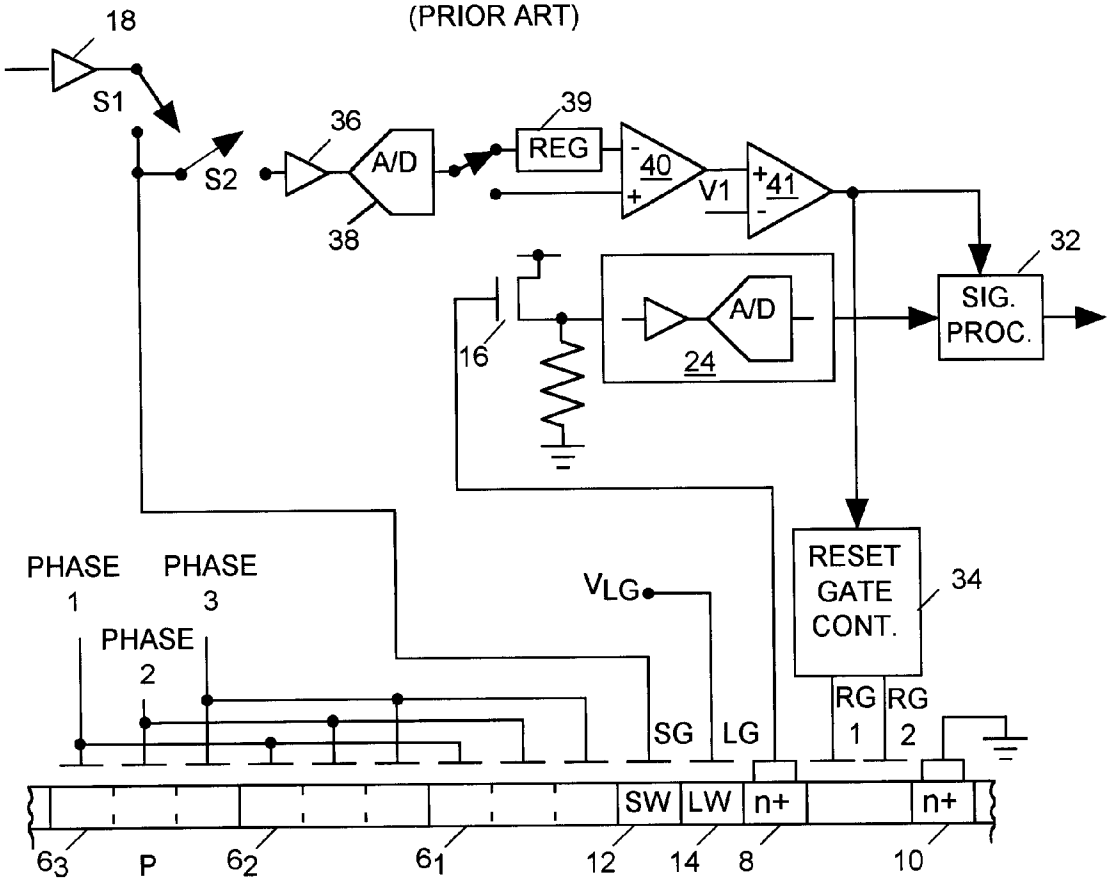 (PRIOR ART)
18
S1
S2
36
A/D
38
39
REG
-
40
+
V1
+
41
-
32
SIG.
PROC.
16
A/D
24
RESET
GATE
CONT.
34
PHASE
1
PHASE
2
PHASE
3
VLG
SG
LG
RG
1
RG
2
SW
LW
n+
n+
63
P
62
61
12
14
8
10